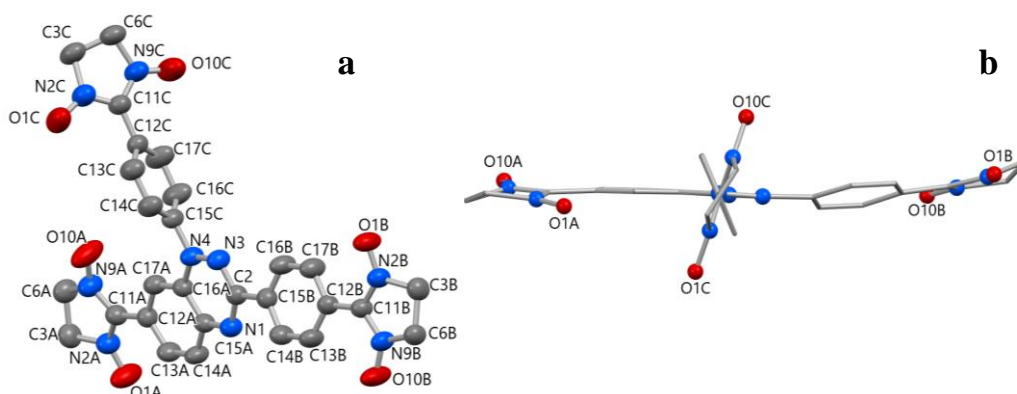 a
C6C
C3C
N9C
O10C
N2C
C11C
O1C
C12C
C17C
C13C
C16C
C14C
C15C
O10A
N4
N3
O1B
C16B
C17B
N2B
N9A
C17A
C2
C3B
C6A
C11A
C16A
C15B
C12B
C11B
C12A
N1
C6B
C3A
N2A
C15A
C14B
C13B
N9B
C13A
C14A
O10B
O1A
b
O10C
O10A
O1B
O1A
O10B
O1C